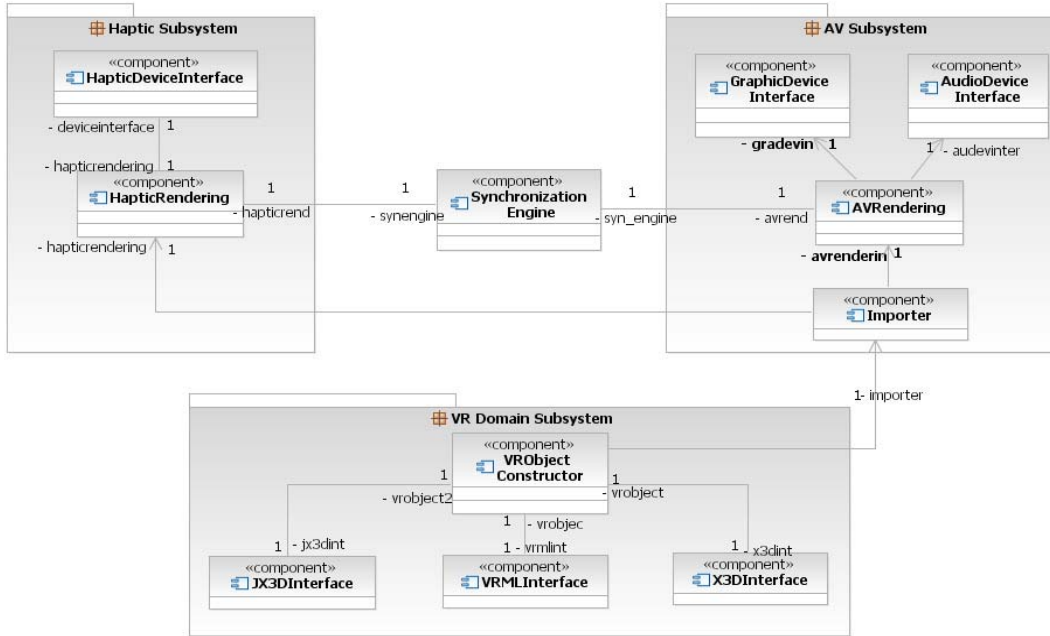 Haptic Subsystem
«component»
HapticDeviceInterface
- deviceinterface 1
- hapticrendering 1
«component»
HapticRendering
1
- hapticrend
- hapticrendering 1
1
- synengine
«component»
Synchronization
Engine
1
- syn_engine
AV Subsystem
«component»
GraphicDevice
Interface
«component»
AudioDevice
Interface
- gradevin 1
1 - audevinter
«component»
AVRendering
1
- avrend
- avrenderin 1
«component»
Importer
1- importer
VR Domain Subsystem
«component»
VRObject
Constructor
1
- vrobject2
1
- vrobject
1 - vrobjec
1 - jx3dint
1 - vrmlint
1 - x3dint
«component»
JX3DInterface
«component»
VRMLInterface
«component»
X3DInterface